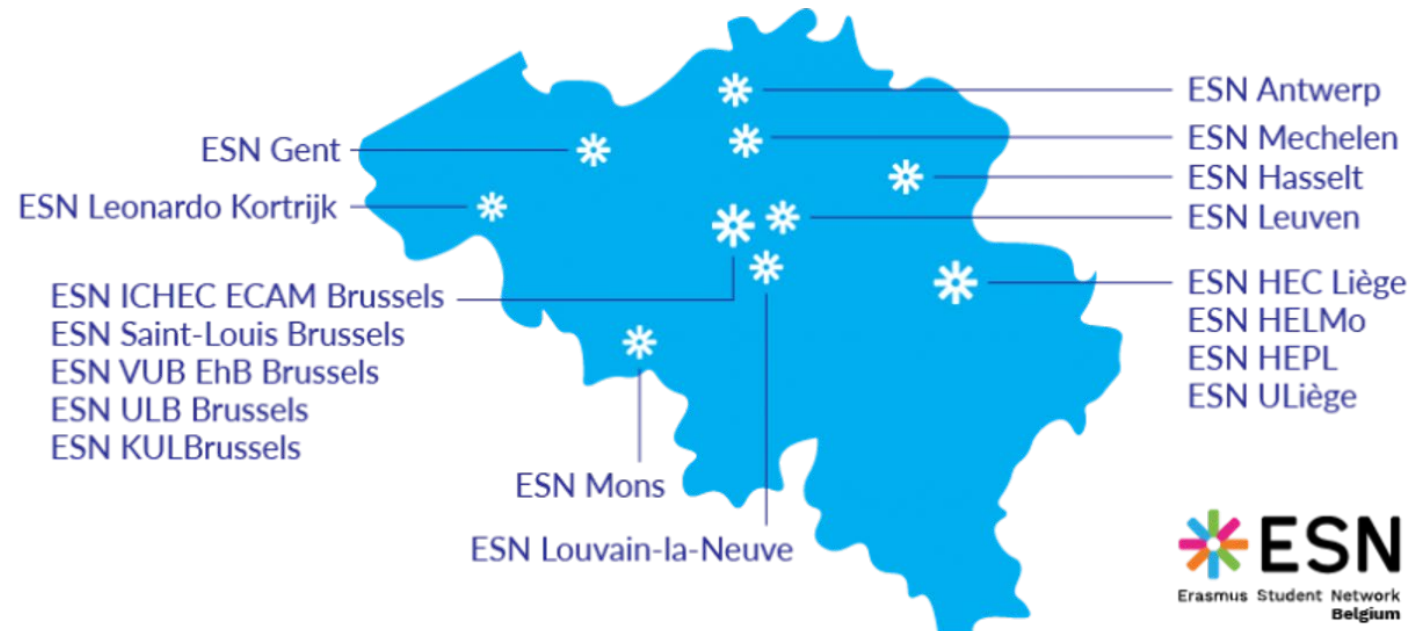 ESN Gent
ESN Leonardo Kortrijk
ESN ICHEC ECAM Brussels
ESN Saint-Louis Brussels
ESN VUB EhB Brussels
ESN ULB Brussels
ESN KULBrussels
ESN Mons
ESN Louvain-la-Neuve
ESN Antwerp
ESN Mechelen
ESN Hasselt
ESN Leuven
ESN HEC Liège
ESN HELMo
ESN HEPL
ESN ULiège
ESN
Erasmus Student Network
Belgium